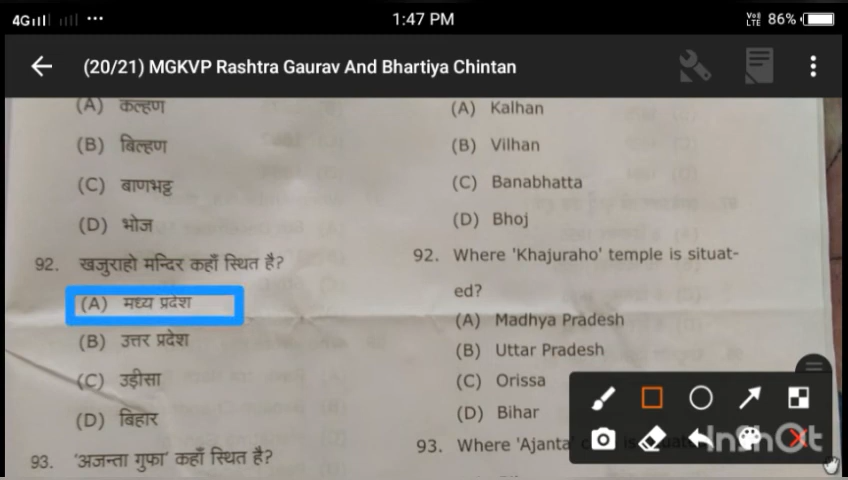 4G
1:47 PM
Vo) LTE 86%
(20/21) MGKVP Rashtra Gaurav And Bhartiya Chintan
(A) कल्हण
(B) बिल्हण
(C) बाणभट्ट
(D) भोज
92. खजुराहो मन्दिर कहाँ स्थित है?
(A) मध्य प्रदेश
(B) उत्तर प्रदेश
(C) उड़ीसा
(D) बिहार
93. 'अजन्ता गुफा' कहाँ स्थित है?
(A) Kalhan
(B) Vilhan
(C) Banabhatta
(D) Bhoj
92. Where 'Khajuraho' temple is situat-
ed?
(A) Madhya Pradesh
(B) Uttar Pradesh
(C) Orissa
(D) Bihar
93. Where 'Ajanta
InShOt